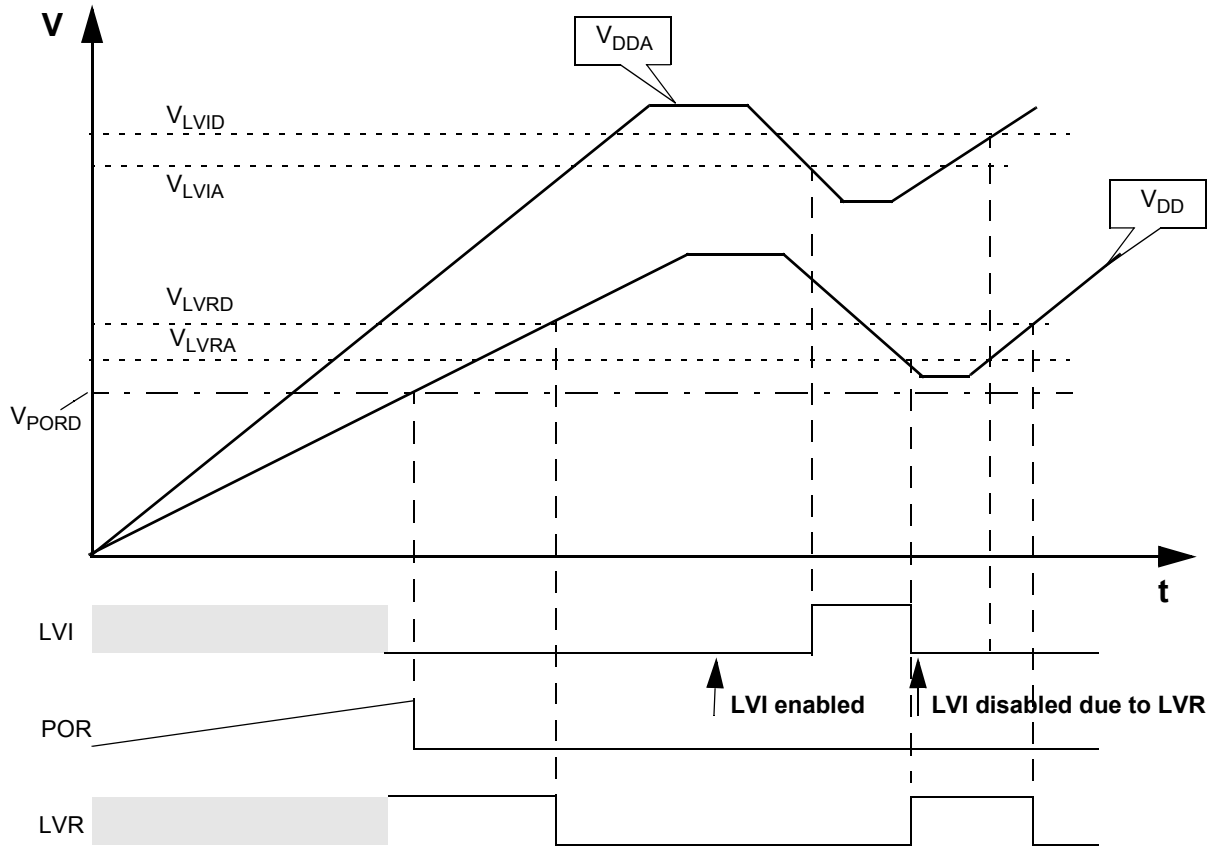 V
VDDA
VLVID
VLVIA
VDD
VLVRD
VLVRA
VPORD
t
LVI
LVI enabled
LVI disabled due to LVR
POR
LVR